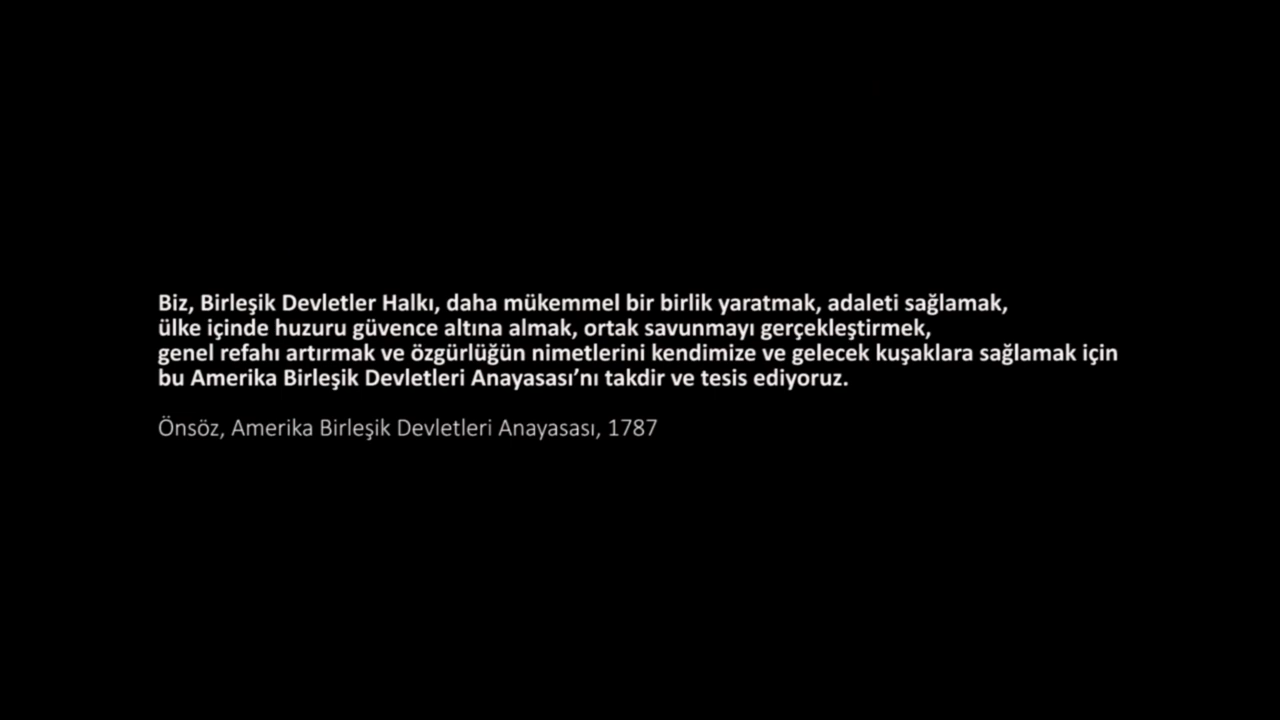 Biz, Birleşik Devletler Halkı, daha mükemmel bir birlik yaratmak, adaleti sağlamak,
ülke içinde huzuru güvence altına almak, ortak savunmayı gerçekleştirmek,
genel refahı artırmak ve özgürlüğün nimetlerini kendimize ve gelecek kuşaklara sağlamak için
bu Amerika Birleşik Devletleri Anayasası’nı takdir ve tesis ediyoruz.
Önsöz, Amerika Birleşik Devletleri Anayasası, 1787